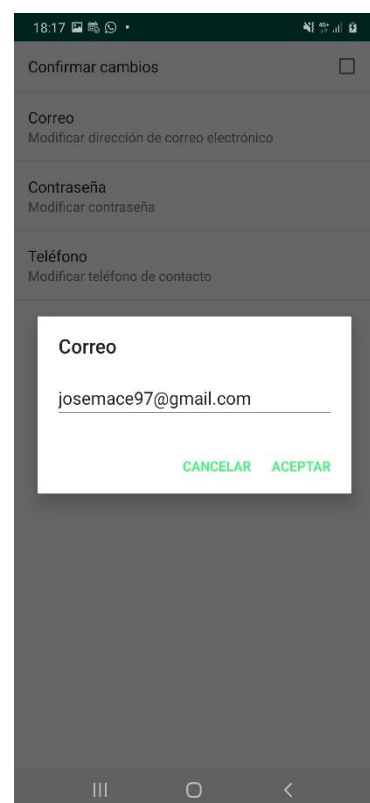 18:17
Confirmar cambios
Correo
Modificar dirección de correo electrónico
Contraseña
Modificar contraseña
Teléfono
Modificar teléfono de contacto
Correo
josemace97@gmail.com
CANCELAR ACEPTAR